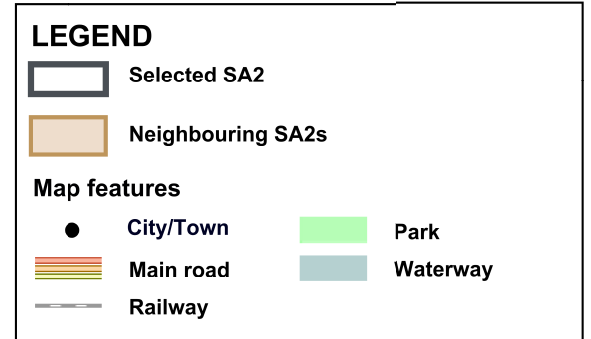 LEGEND
Selected SA2
Neighbouring SA2s
Map features
City/Town
Park
Main road
Waterway
Railway